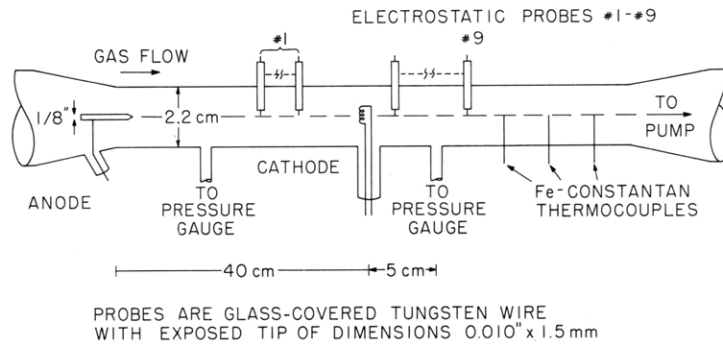 ELECTROSTATIC PROBES #1-#9
#1
#9
GAS FLOW
1/8"
2.2 cm
TO
PUMP
CATHODE
ANODE
TO
PRESSURE
GAUGE
TO
PRESSURE
GAUGE
Fe-CONSTANTAN
THERMOCOUPLES
40 cm
5 cm
PROBES ARE GLASS-COVERED TUNGSTEN WIRE
WITH EXPOSED TIP OF DIMENSIONS 0.010" x 1.5 mm